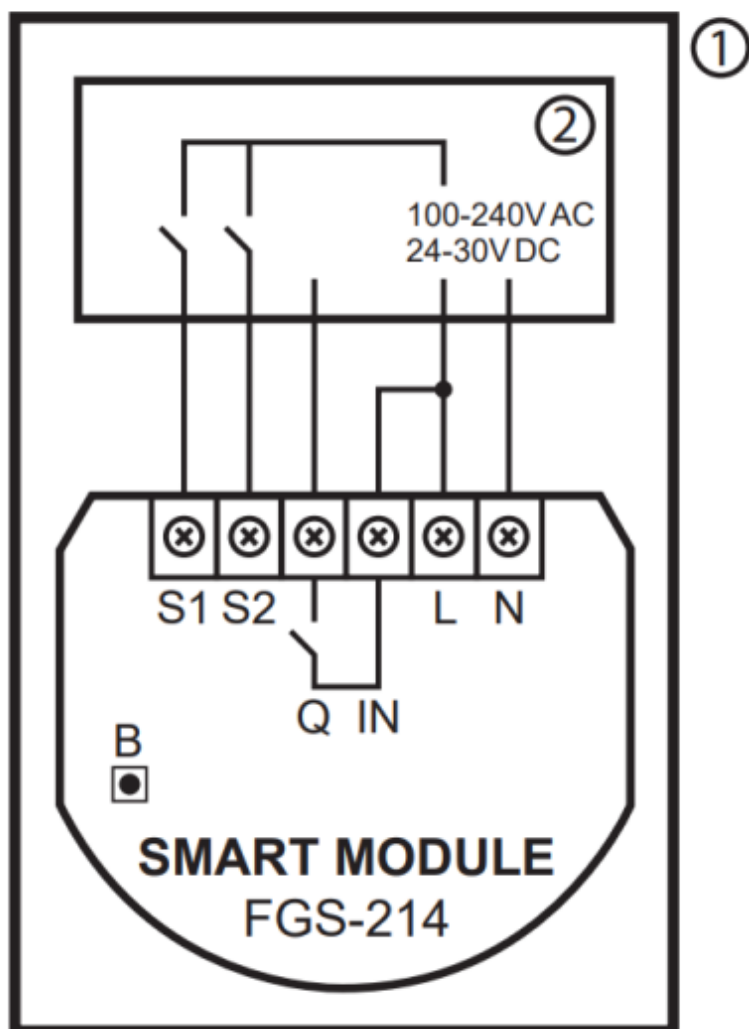 ①
②
100-240V AC
24-30V DC
S1 S2 L N
Q IN
B
SMART MODULE
FGS-214